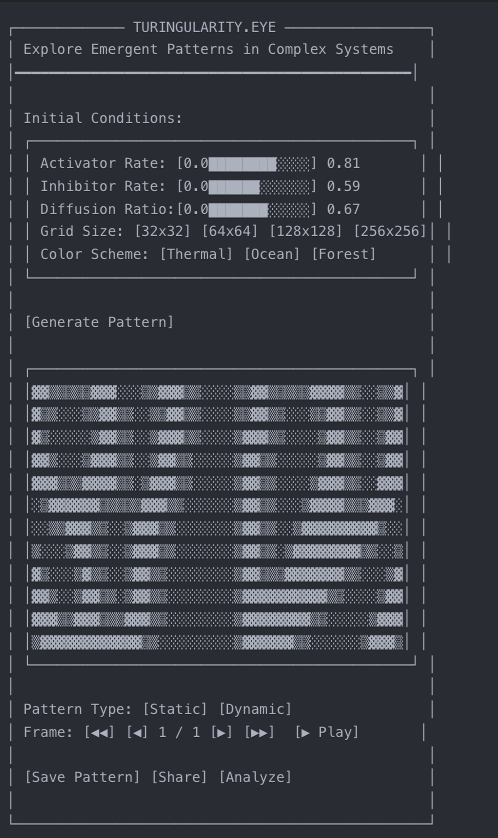 TURINGULARITY.EYE
Explore Emergent Patterns in Complex Systems
Initial Conditions:
Activator Rate: [0.0████████░░░░] 0.81
Inhibitor Rate: [0.0██████░░░░░░] 0.59
Diffusion Ratio:[0.0███████░░░░░] 0.67
Grid Size: [32x32] [64x64] [128x128] [256x256]
Color Scheme: [Thermal] [Ocean] [Forest]
[Generate Pattern]
Pattern Type: [Static] [Dynamic]
Frame: [◀◀] [◀] 1 / 1 [▶] [▶▶] [▶ Play]
[Save Pattern] [Share] [Analyze]